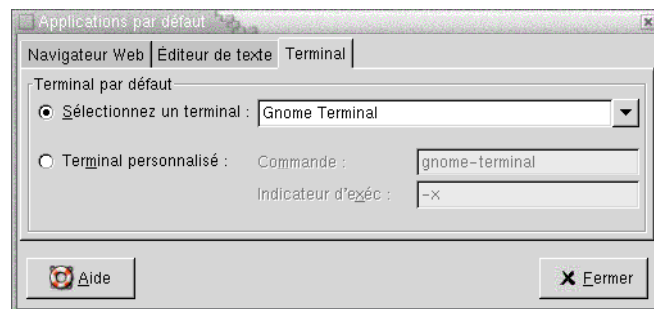 Applications par défaut
Navigateur Web Éditeur de texte Terminal
Terminal par défaut
Sélectionnez un terminal : Gnome Terminal
Terminal personnalisé : Commande : gnome-terminal
Indicateur d'exéc : -x
Aide Fermer